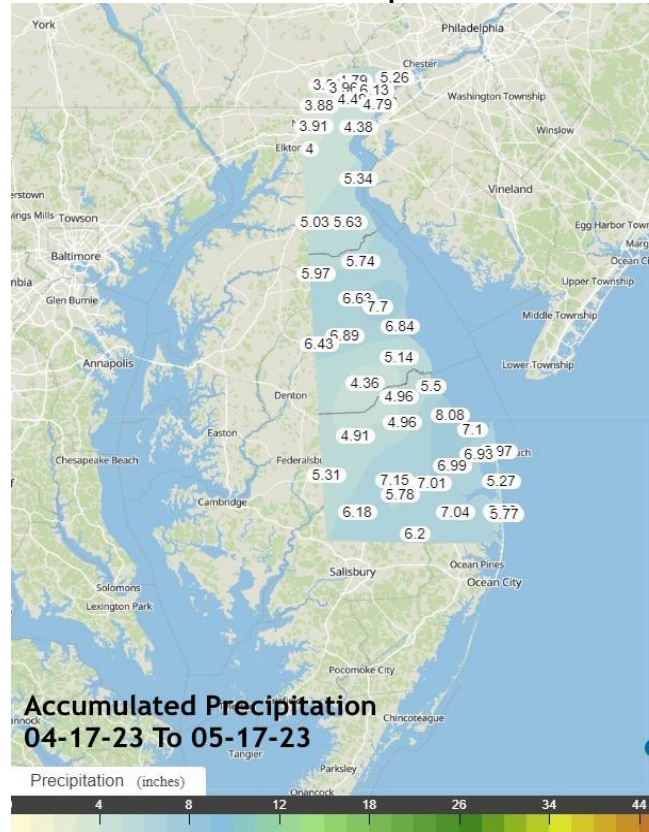 York
Philadelphia
Chester
4.79
5.26
6.13
3.88
4.79
Washington Township
3.91
4.38
Winslow
Elkton
4
5.34
Vineland
Towson
5.03 5.63
Egg Harbor
Baltimore
5.74
5.97
Upper Township
Glen Burnie
6.63
7.7
Middle Township
6.84
6.89
6.43
5.14
Annapolis
Lower Township
4.36
5.5
Denton
4.96
8.08
4.96
7.1
Easton
4.91
6.93
Chesapeake Beach
6.99
5.31
7.15
7.01
5.27
5.78
Cambridge
6.18
7.04
5.77
6.2
Ocean Pines
Salisbury
Ocean City
Solomons
Lexington Park
Pocomoke City
Accumulated Precipitation
04-17-23 To 05-17-23
Chincoteague
Tangier
Parksley
Precipitation (inches)
Onancock
4 8 12 18 26 34 44